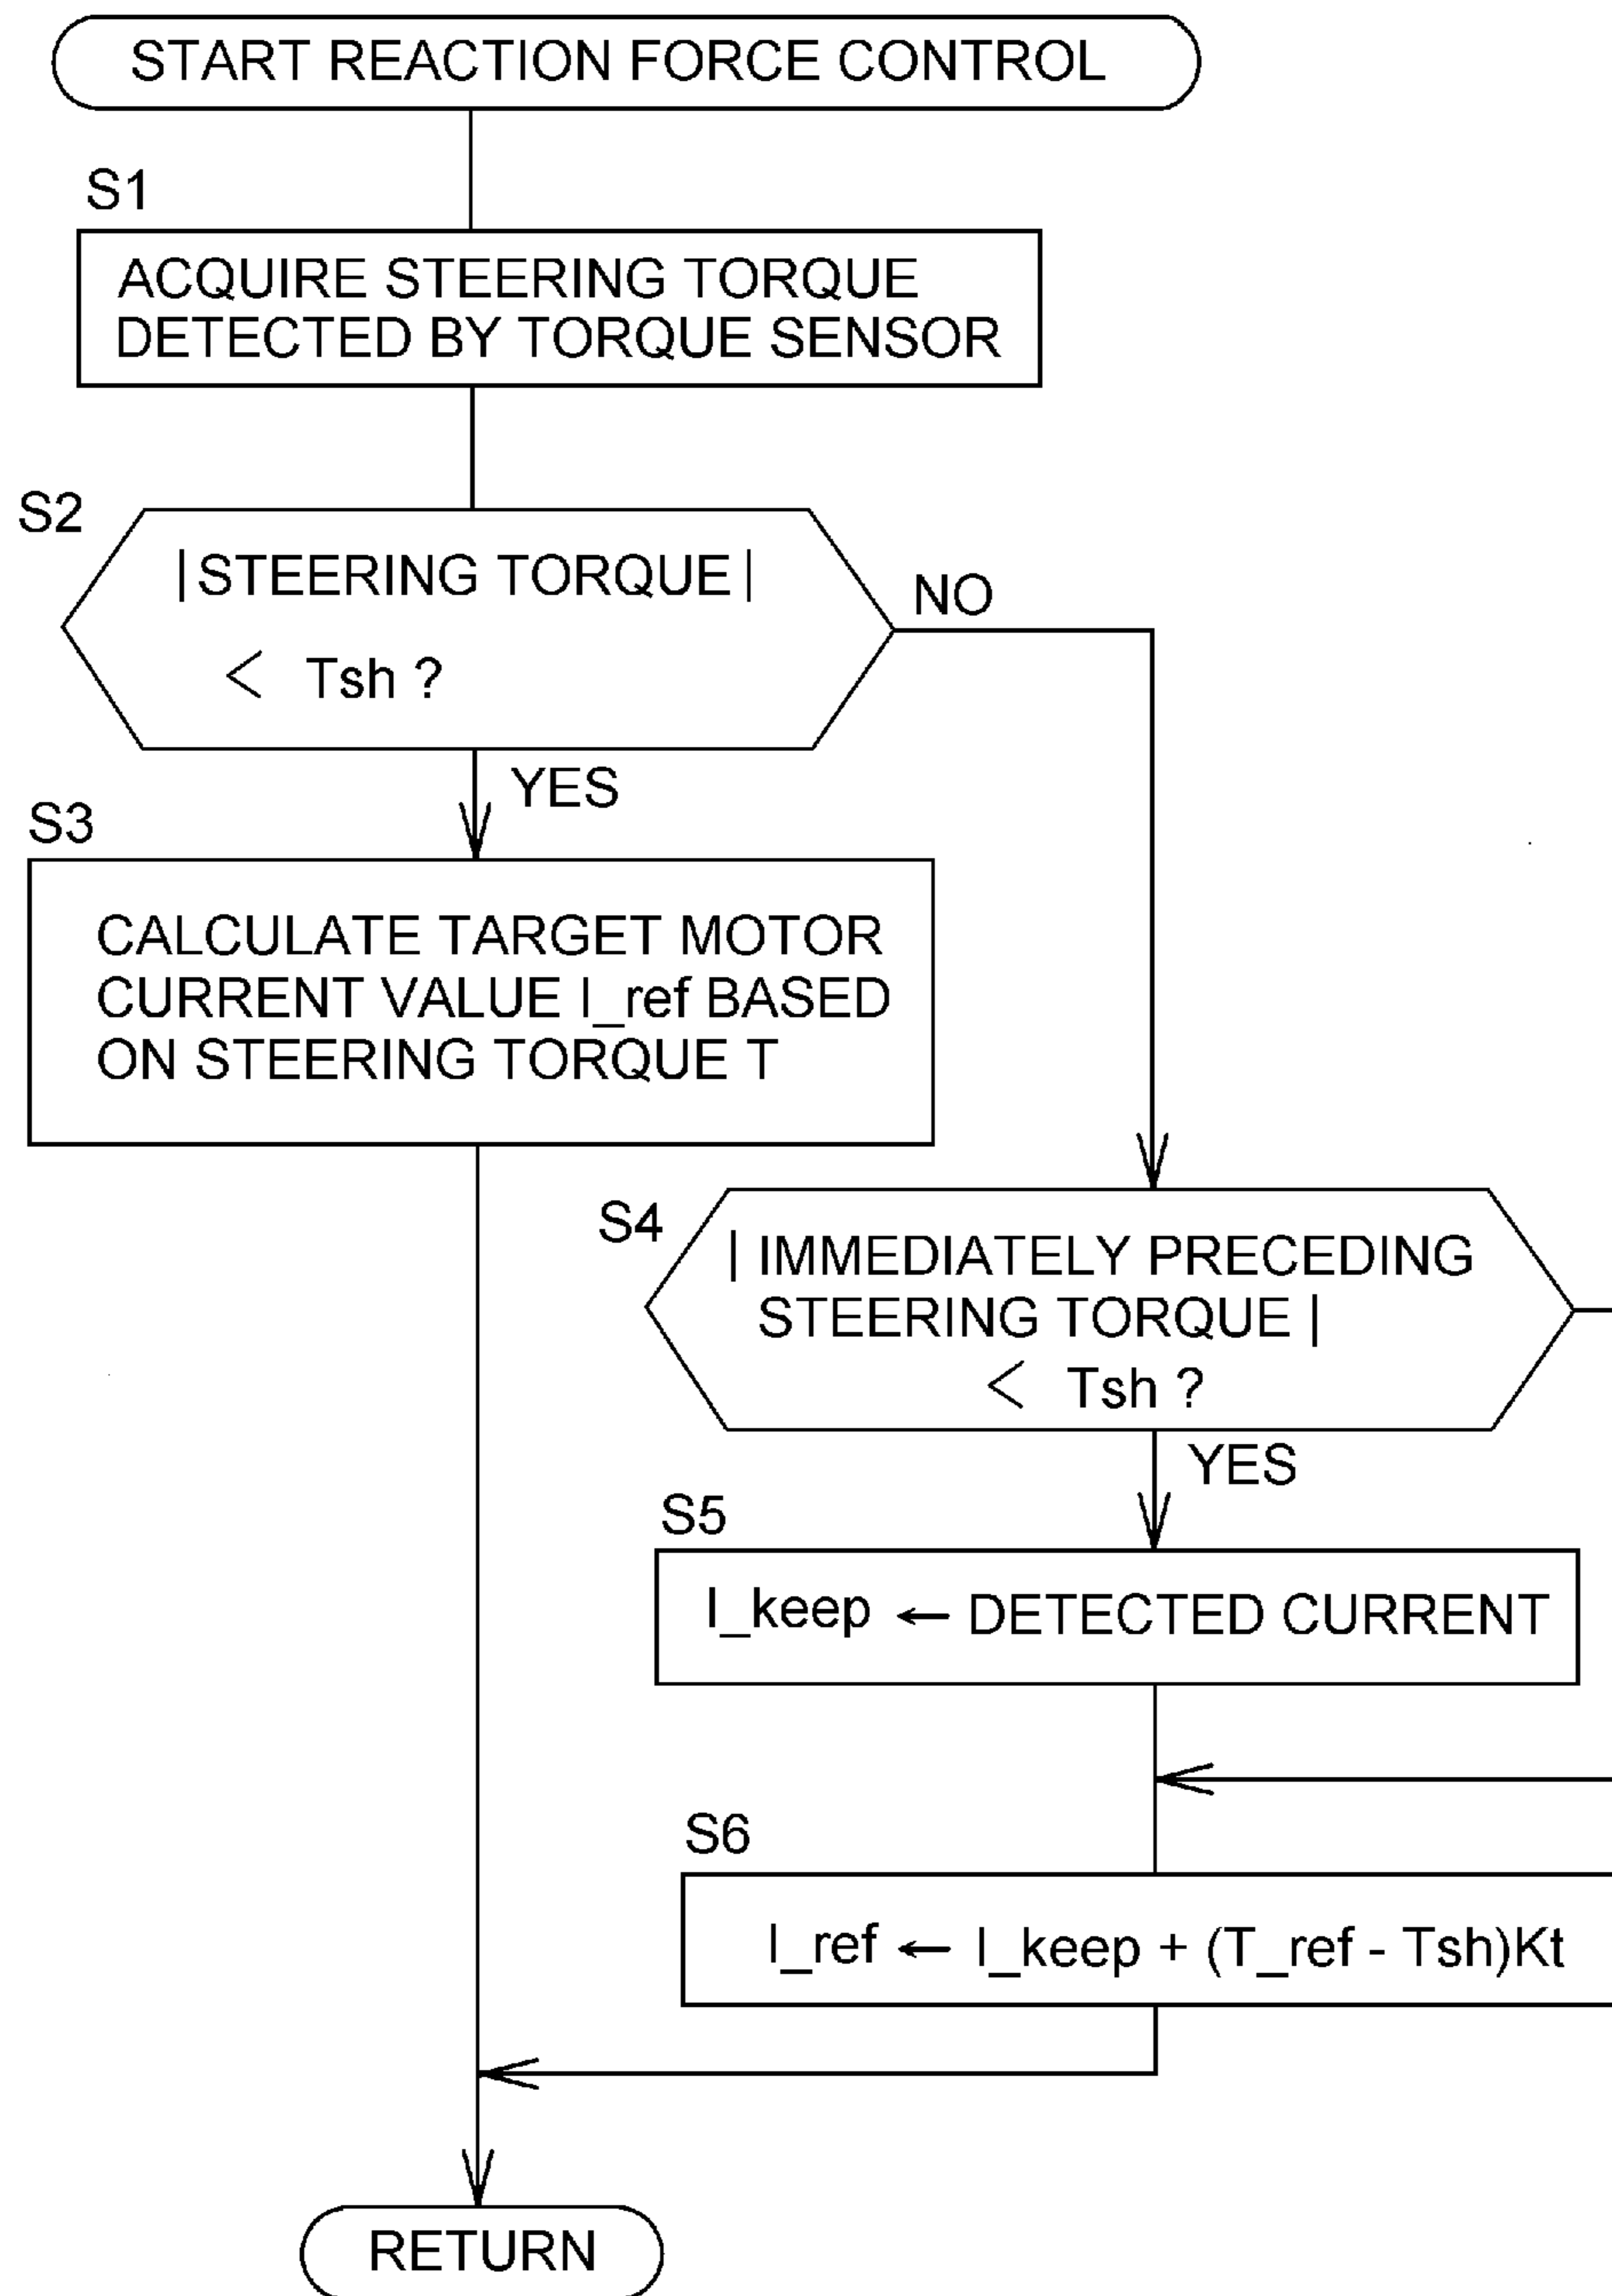 START REACTION FORCE CONTROL
S1
ACQUIRE STEERING TORQUE
DETECTED BY TORQUE SENSOR
S2
|STEERING TORQUE|
< Tsh ?
NO
YES
S3
CALCULATE TARGET MOTOR
CURRENT VALUE I_ref BASED
ON STEERING TORQUE T
S4
| IMMEDIATELY PRECEDING
STEERING TORQUE |
< Tsh ?
YES
S5
I_keep ← DETECTED CURRENT
S6
I_ref ← I_keep + (T_ref - Tsh)Kt
RETURN